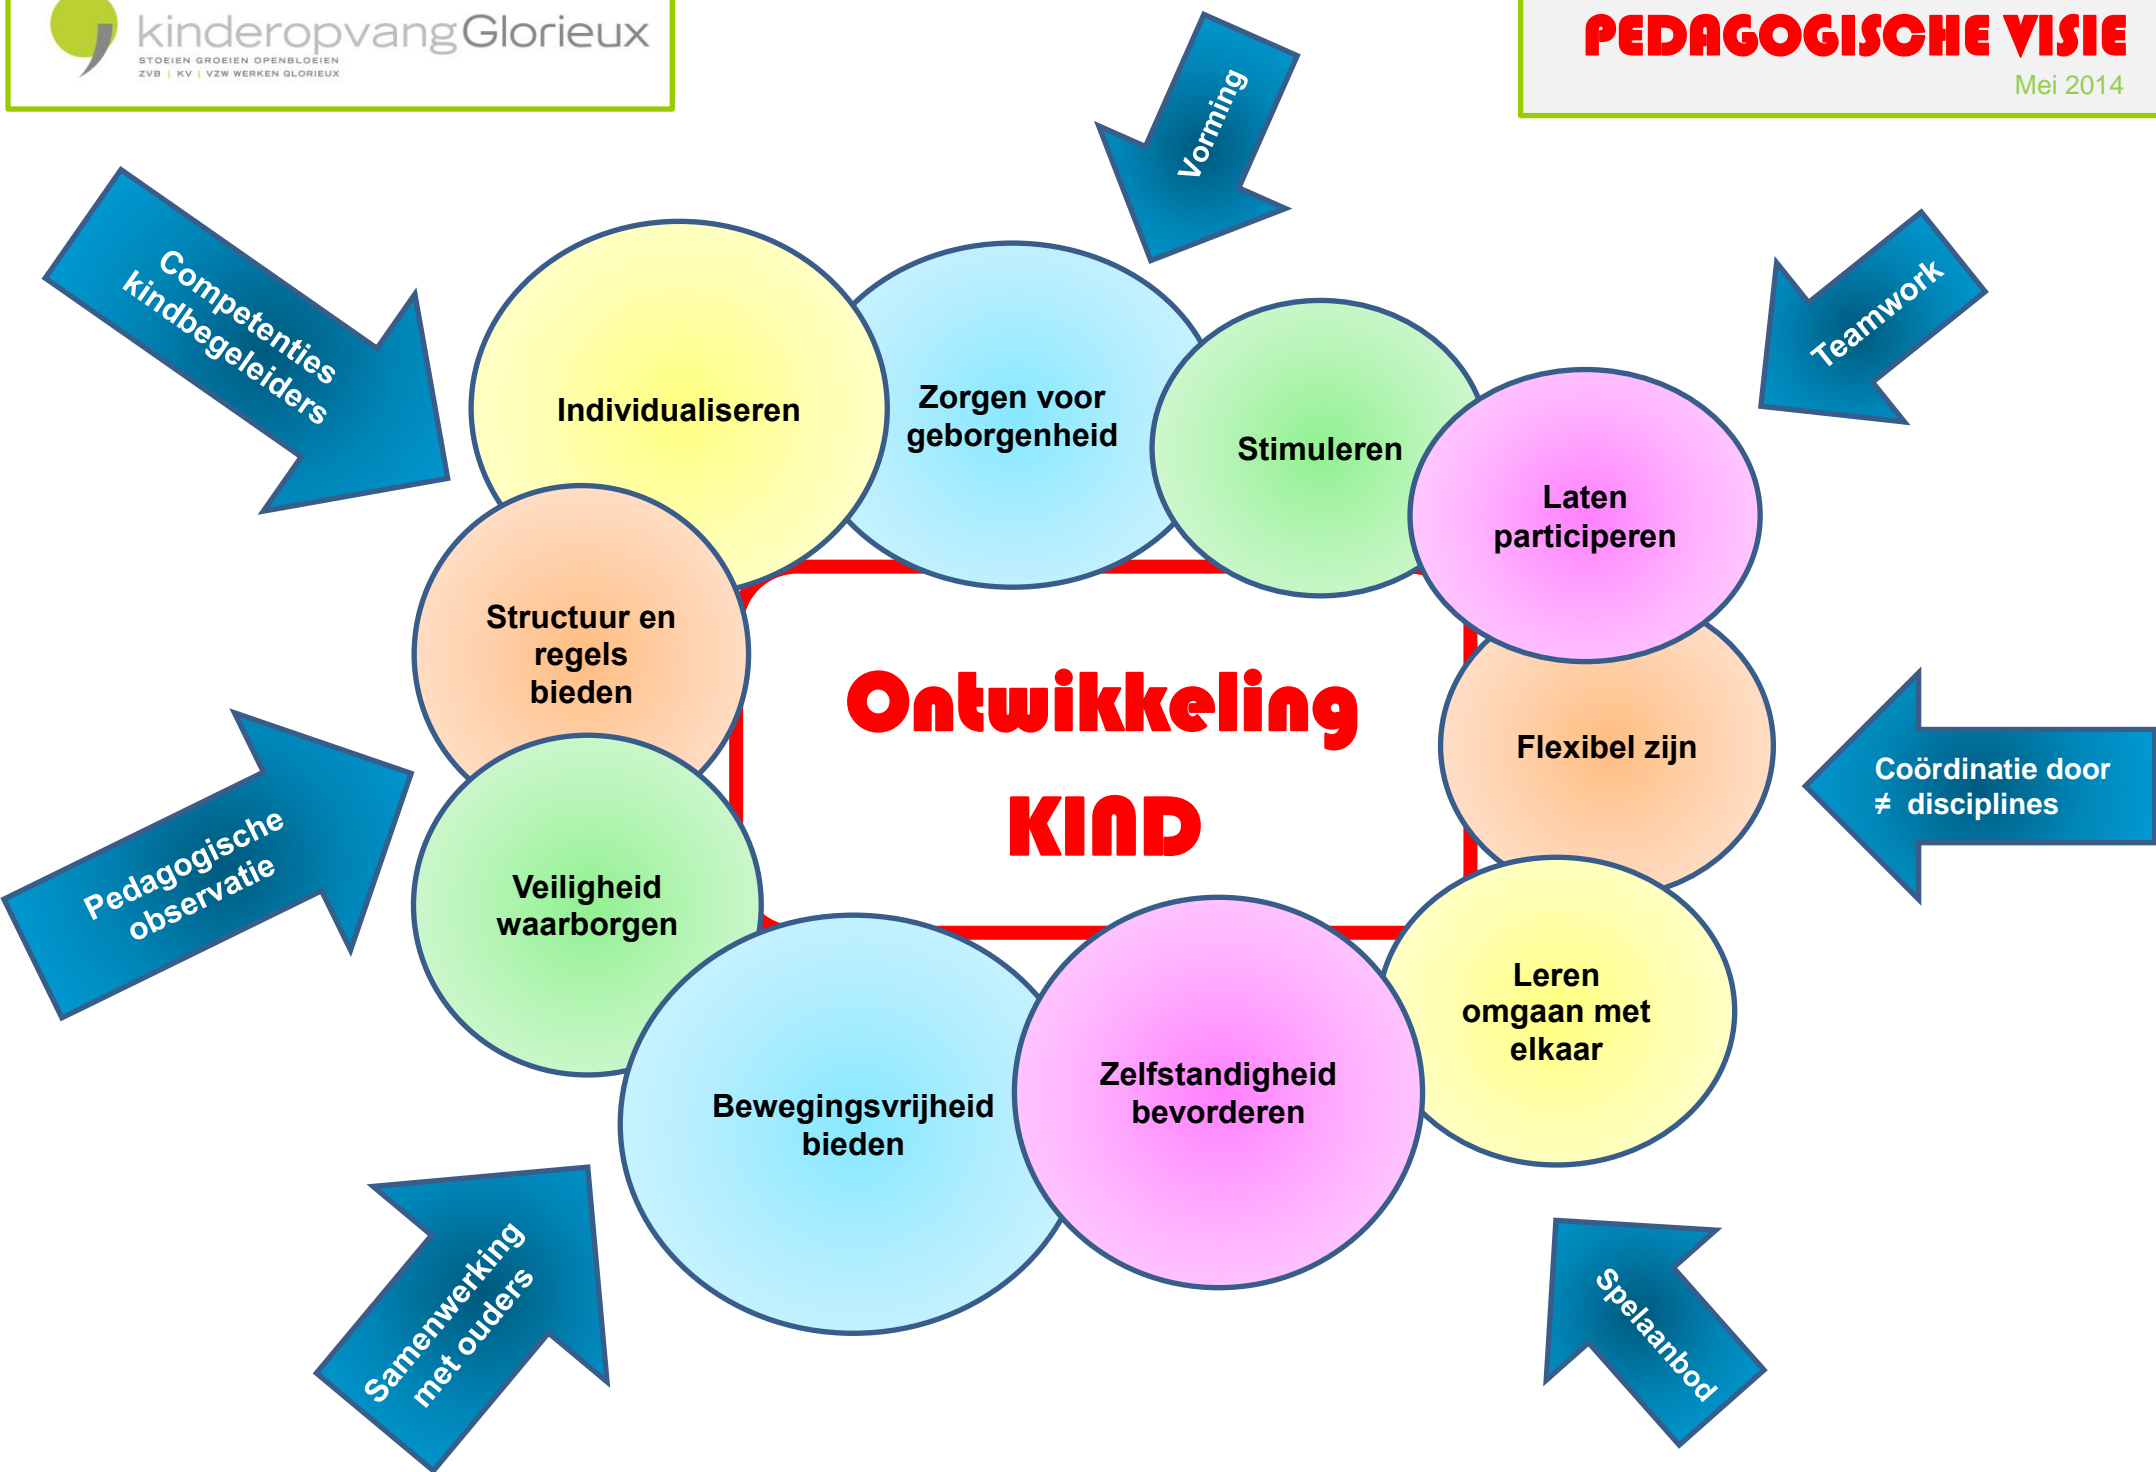 kinderopvangGlorieux
STOEIEN GROEIEN OPENBLOEIEN
ZVB | KV | VZW WERKEN GLORIEUX
PEDAGOGISCHE VISIE
Mei 2014
Vorming
Competenties
kindbegeleiders
Teamwork
Individualiseren
Zorgen voor
geborgenheid
Stimuleren
Laten
participeren
Structuur en
regels
bieden
Ontwikkeling
KIND
Flexibel zijn
Coördinatie door
≠ disciplines
Pedagogische
observatie
Veiligheid
waarborgen
Leren
omgaan met
elkaar
Bewegingsvrijheid
bieden
Zelfstandigheid
bevorderen
Samenwerking
met ouders
Spelaanbod